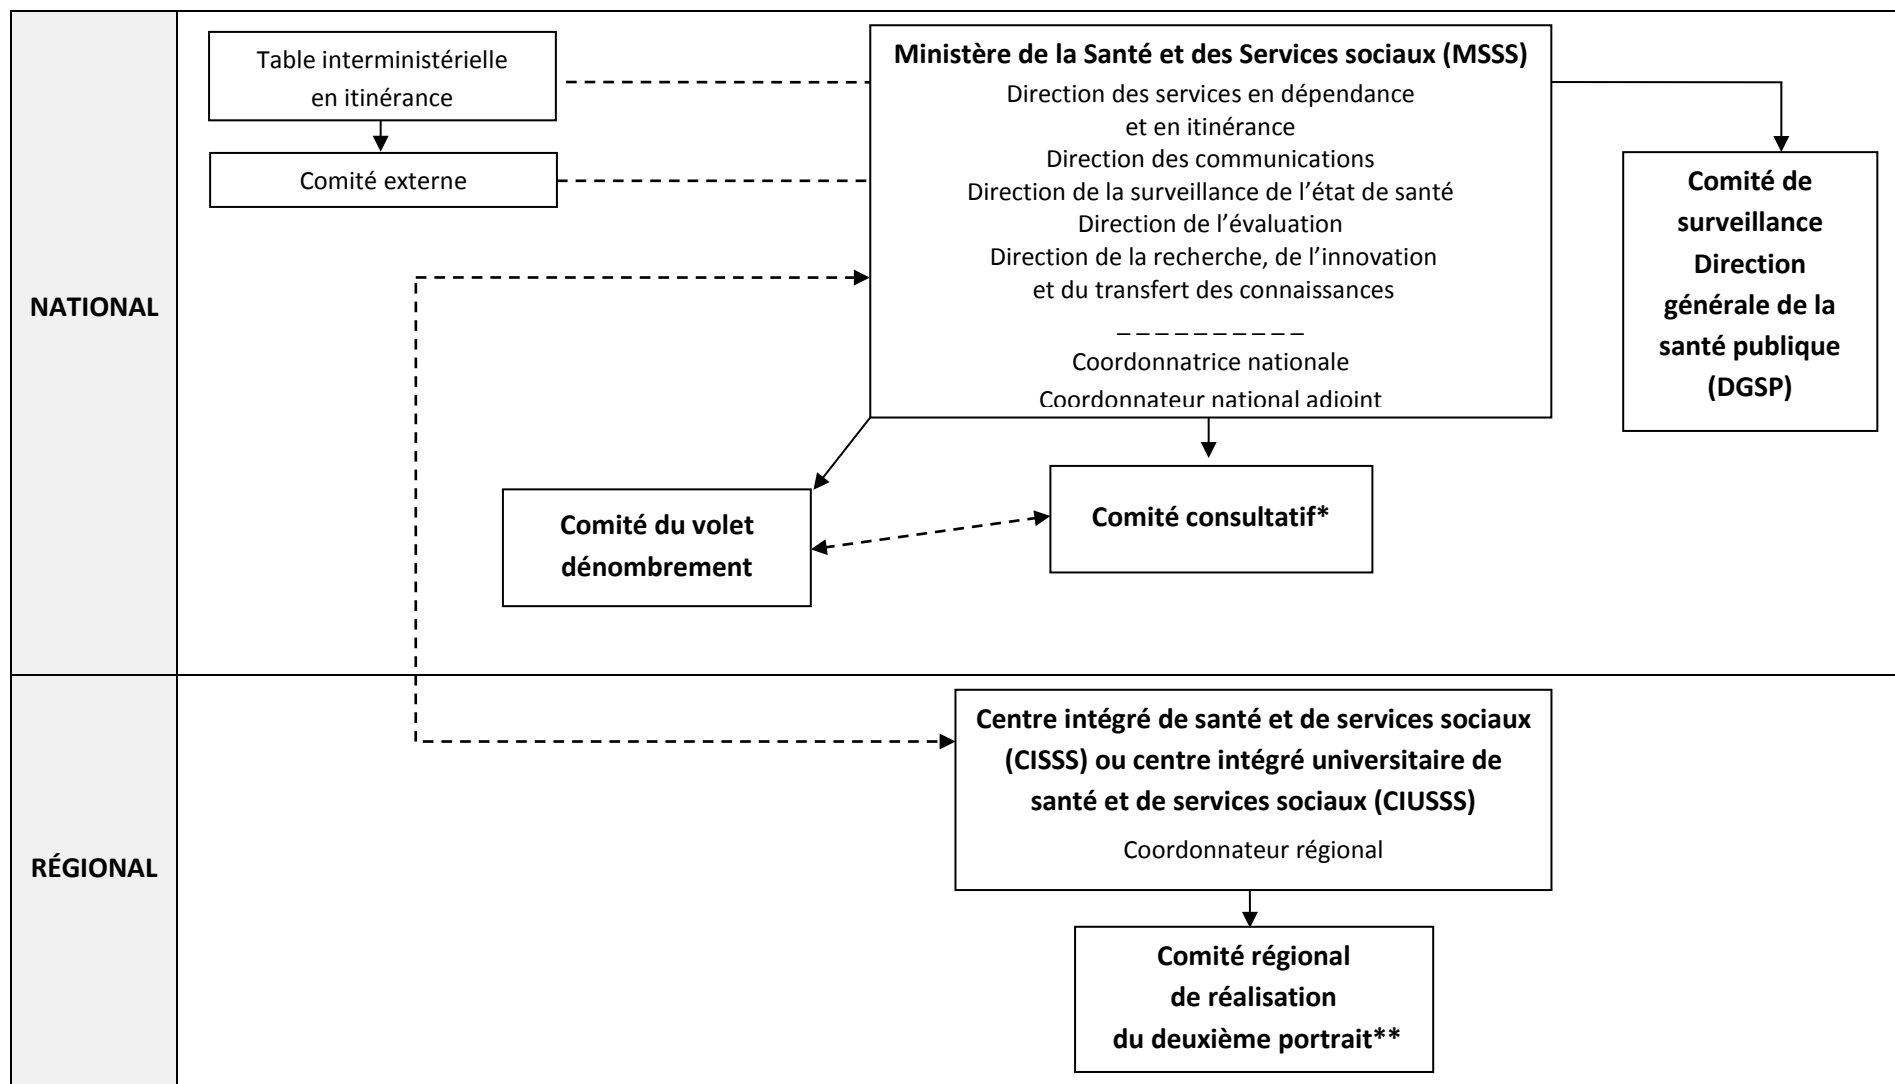 NATIONAL
Table interministérielle
en itinérance
Comité externe
Ministère de la Santé et des Services sociaux (MSSS)
Direction des services en dépendance
et en itinérance
Direction des communications
Direction de la surveillance de l’état de santé
Direction de l’évaluation
Direction de la recherche, de l’innovation
et du transfert des connaissances
_ _ _ _ _ _ _ _ _ _
Coordonnatrice nationale
Coordonnateur national adjoint
Comité de
surveillance
Direction
générale de la
santé publique
(DGSP)
Comité du volet
dénombrement
Comité consultatif*
RÉGIONAL
Centre intégré de santé et de services sociaux
(CISSS) ou centre intégré universitaire de
santé et de services sociaux (CIUSSS)
Coordonnateur régional
Comité régional
de réalisation
du deuxième portrait**